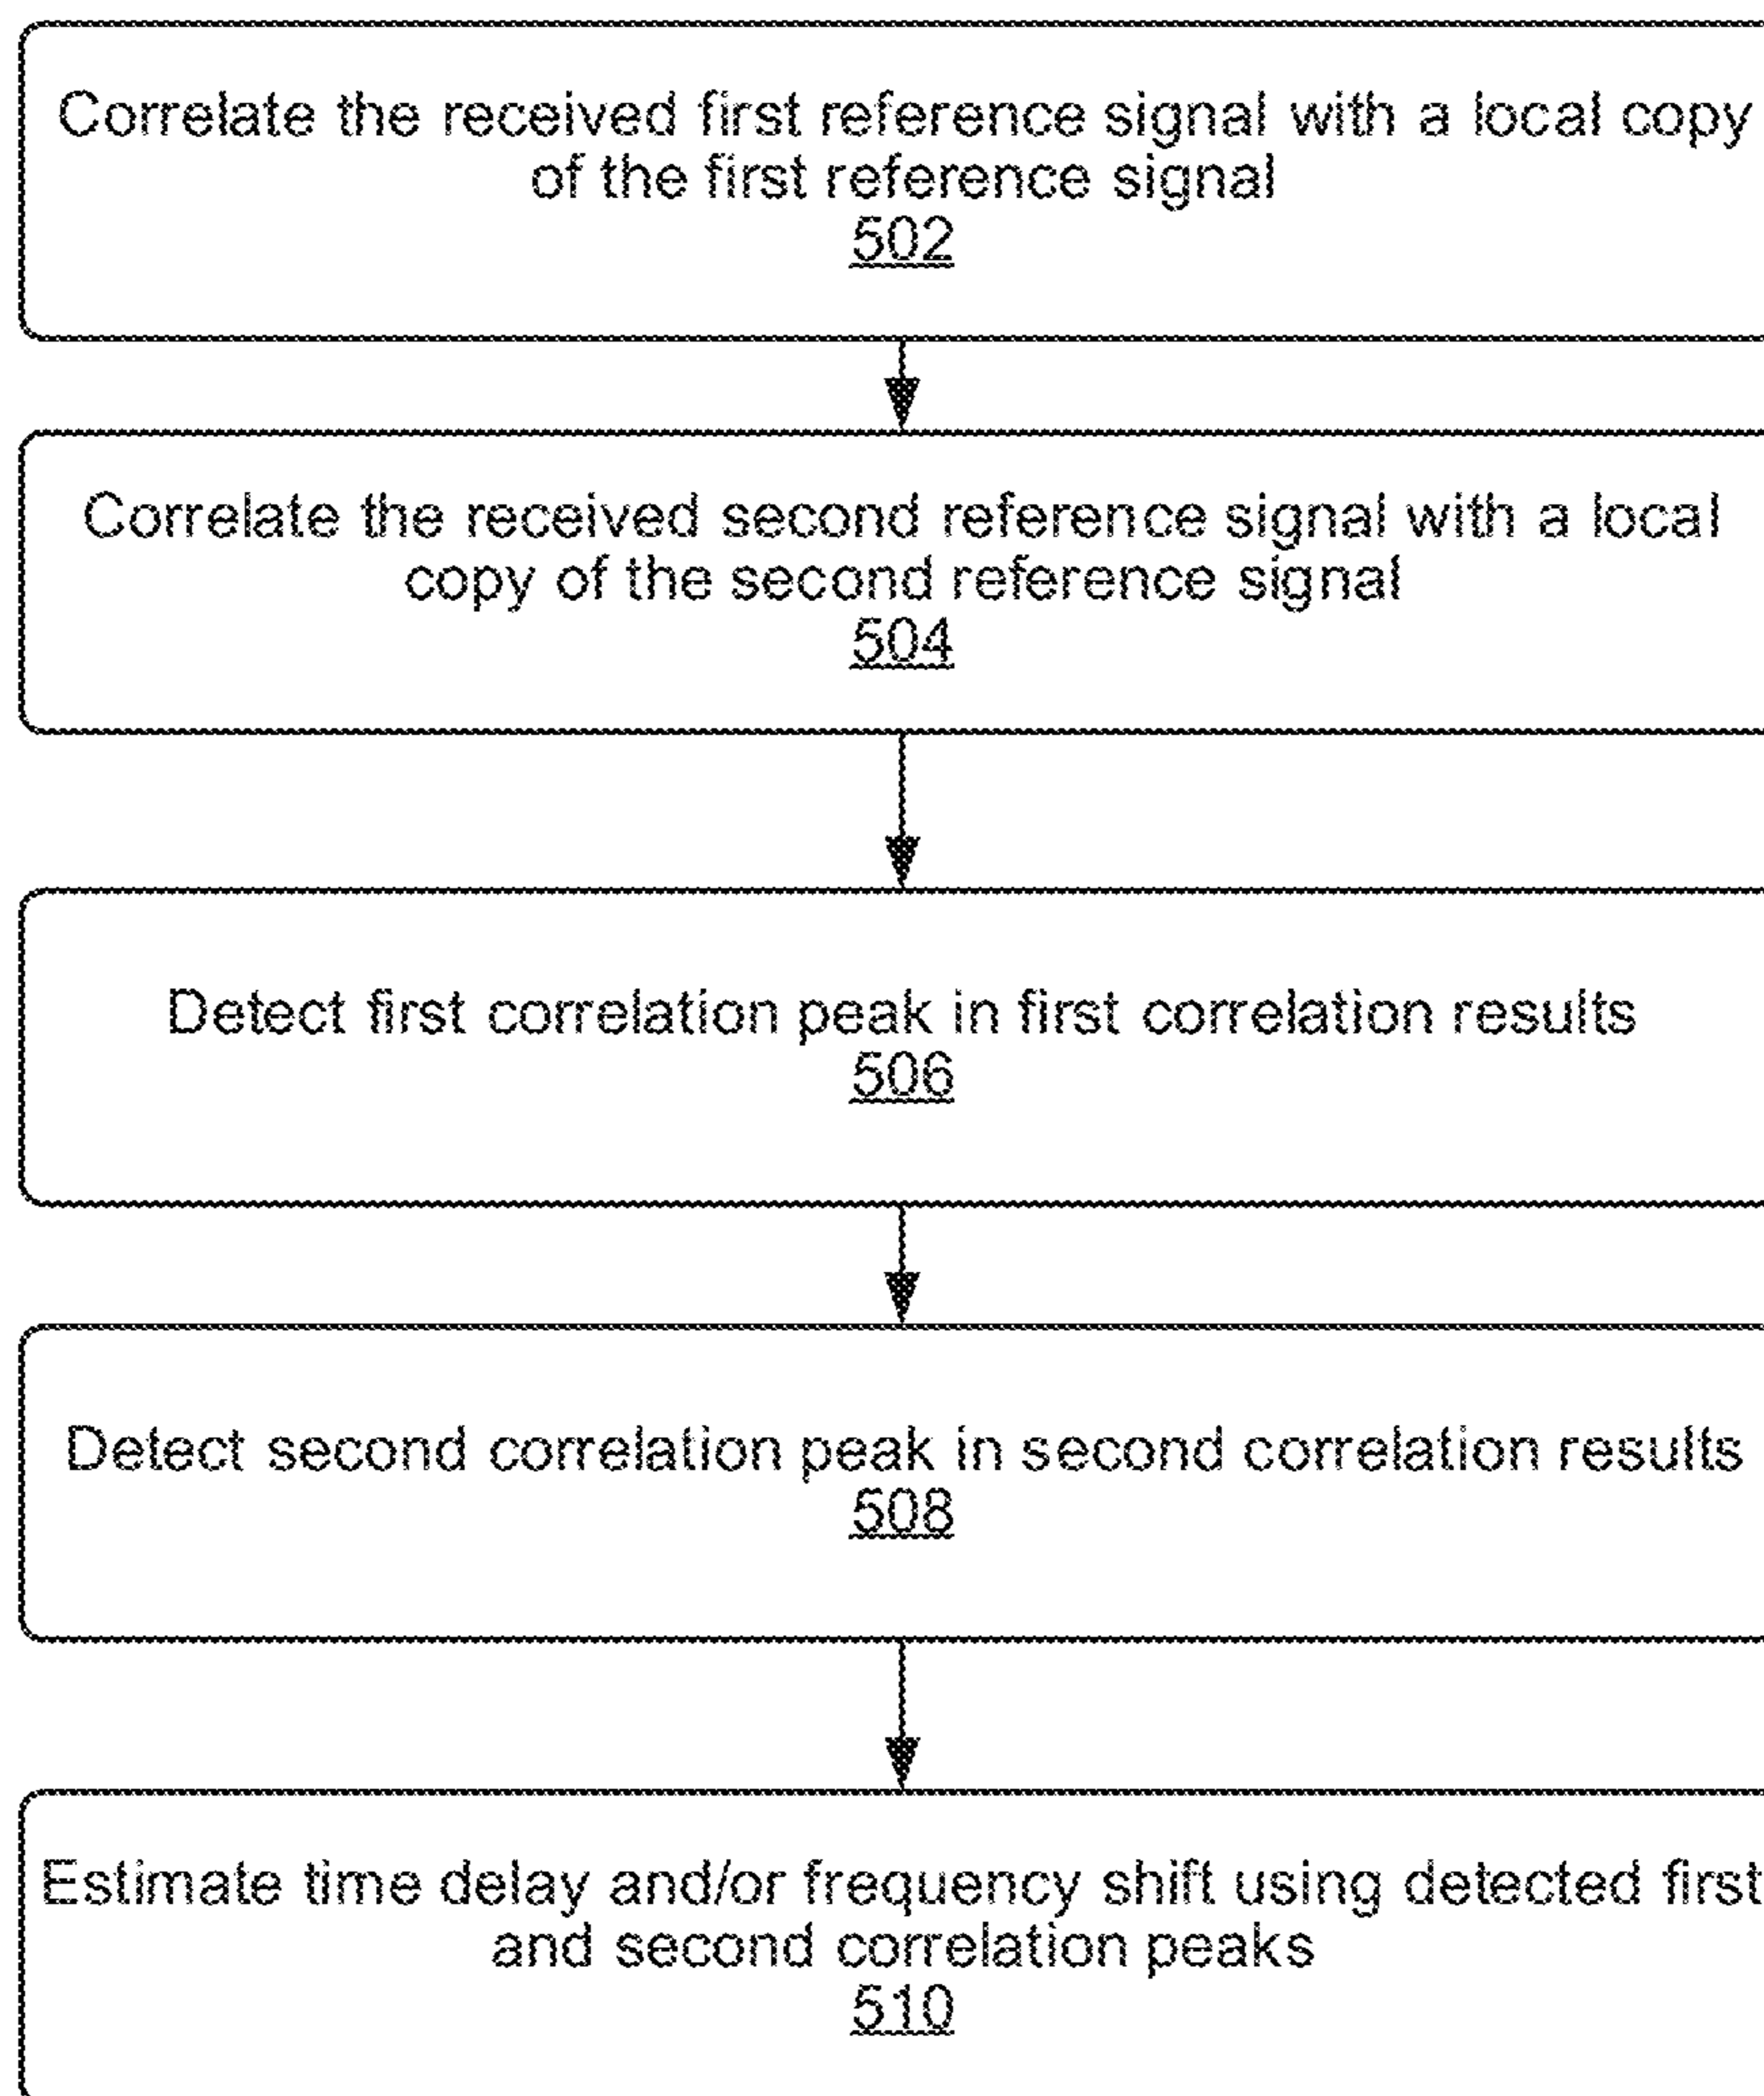 Correlate the received first reference signal with a local copy
of the first reference signal
502
Correlate the received second reference signal with a local
copy of the second reference signal
504
Detect first correlation peak in first correlation results
506
Detect second correlation peak in second correlation results
508
Estimate time delay and/or frequency shift using detected first
and second correlation peaks
510